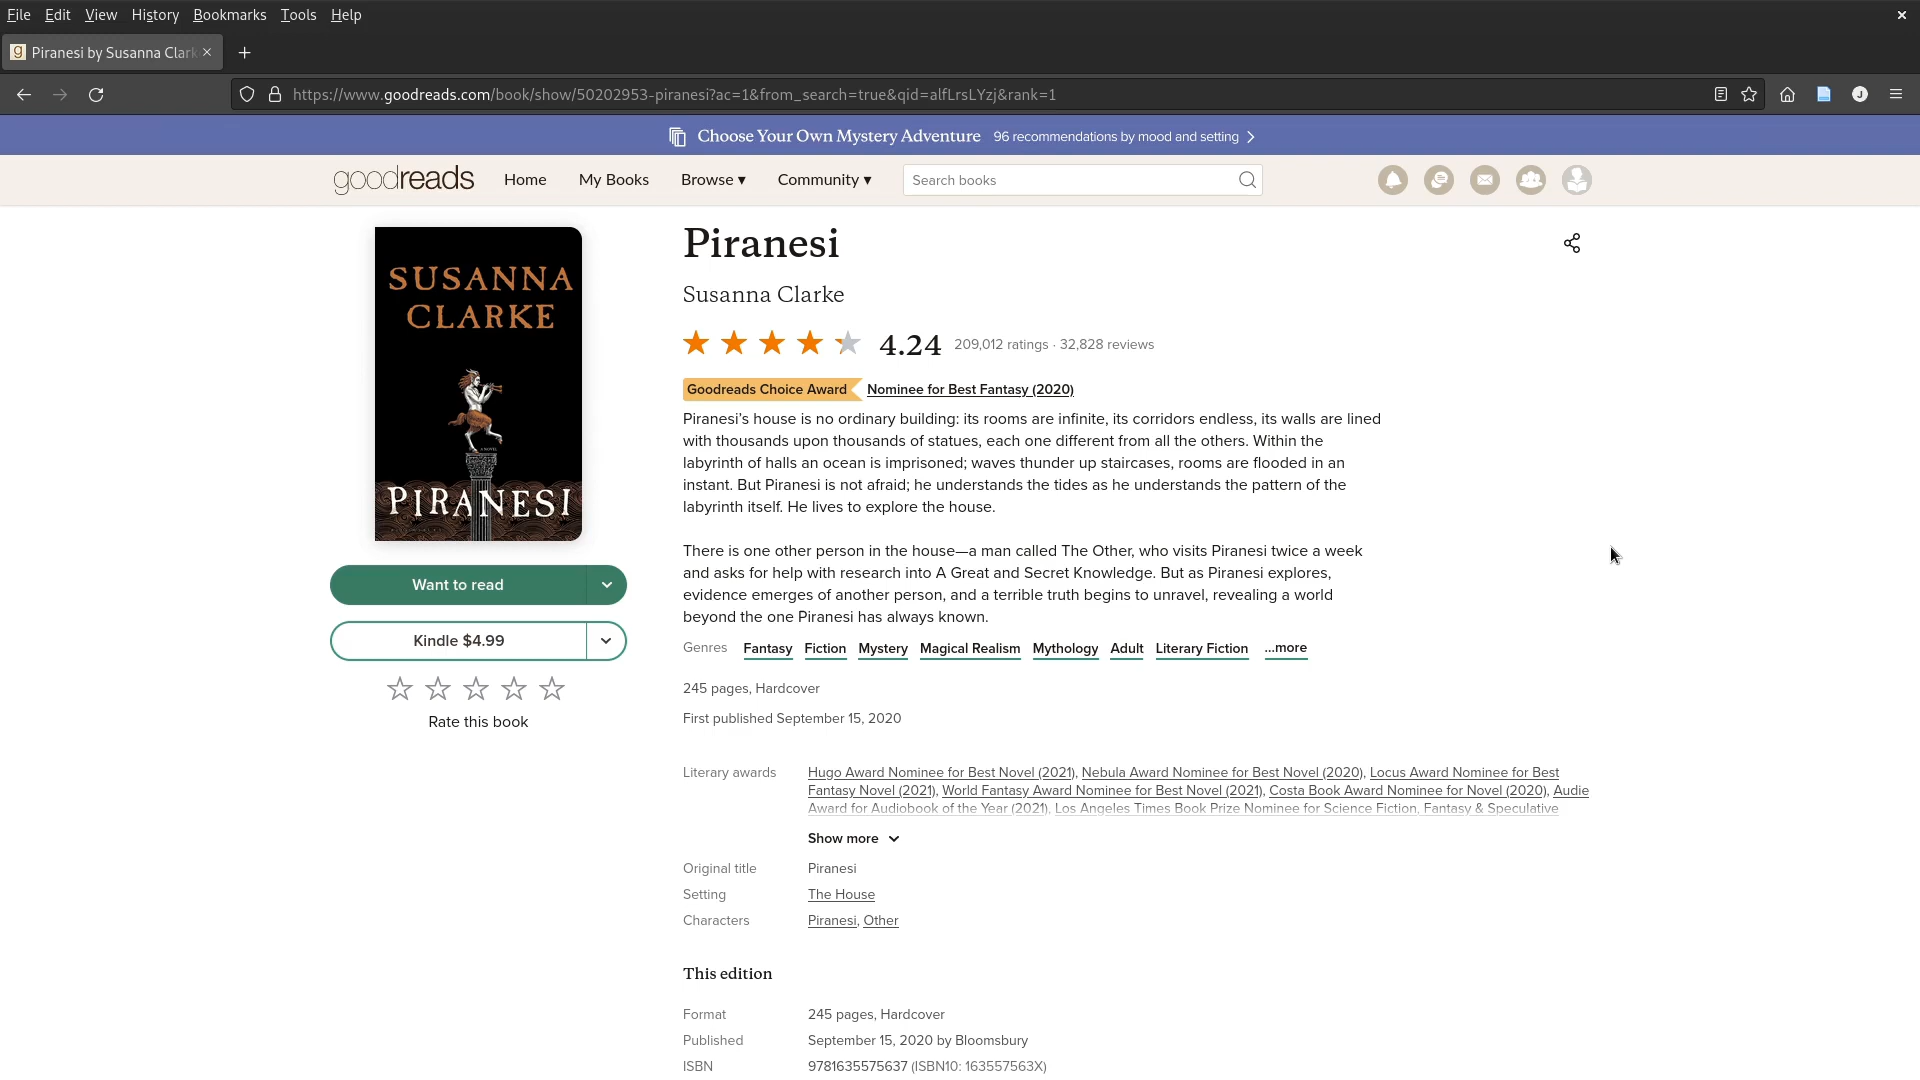 File Edit View History Bookmarks Tools Help
Piranesi by Susanna Clark
https://www.goodreads.com/book/show/50202953-piranesi?ac=1&from_search=true&qid=alfLrsLYzj&rank=1
J
Choose Your Own Mystery Adventure 96 recommendations by mood and setting
goodreads Home My Books Browse ▾ Community ▾ Search books
SUSANNA
CLARKE
A NOVEL
PIRANESI
Want to read
Kindle $4.99
Rate this book
Piranesi
Susanna Clarke
4.24 209,012 ratings · 32,828 reviews
Goodreads Choice Award Nominee for Best Fantasy (2020)
Piranesi’s house is no ordinary building: its rooms are infinite, its corridors endless, its walls are lined
with thousands upon thousands of statues, each one different from all the others. Within the
labyrinth of halls an ocean is imprisoned; waves thunder up staircases, rooms are flooded in an
instant. But Piranesi is not afraid; he understands the tides as he understands the pattern of the
labyrinth itself. He lives to explore the house.
There is one other person in the house—a man called The Other, who visits Piranesi twice a week
and asks for help with research into A Great and Secret Knowledge. But as Piranesi explores,
evidence emerges of another person, and a terrible truth begins to unravel, revealing a world
beyond the one Piranesi has always known.
Genres Fantasy Fiction Mystery Magical Realism Mythology Adult Literary Fiction ...more
245 pages, Hardcover
First published September 15, 2020
Literary awards Hugo Award Nominee for Best Novel (2021), Nebula Award Nominee for Best Novel (2020), Locus Award Nominee for Best
Fantasy Novel (2021), World Fantasy Award Nominee for Best Novel (2021), Costa Book Award Nominee for Novel (2020), Audie
Award for Audiobook of the Year (2021), Los Angeles Times Book Prize Nominee for Science Fiction, Fantasy & Speculative
Show more
Original title Piranesi
Setting The House
Characters Piranesi, Other
This edition
Format 245 pages, Hardcover
Published September 15, 2020 by Bloomsbury
ISBN 9781635575637 (ISBN10: 163557563X)